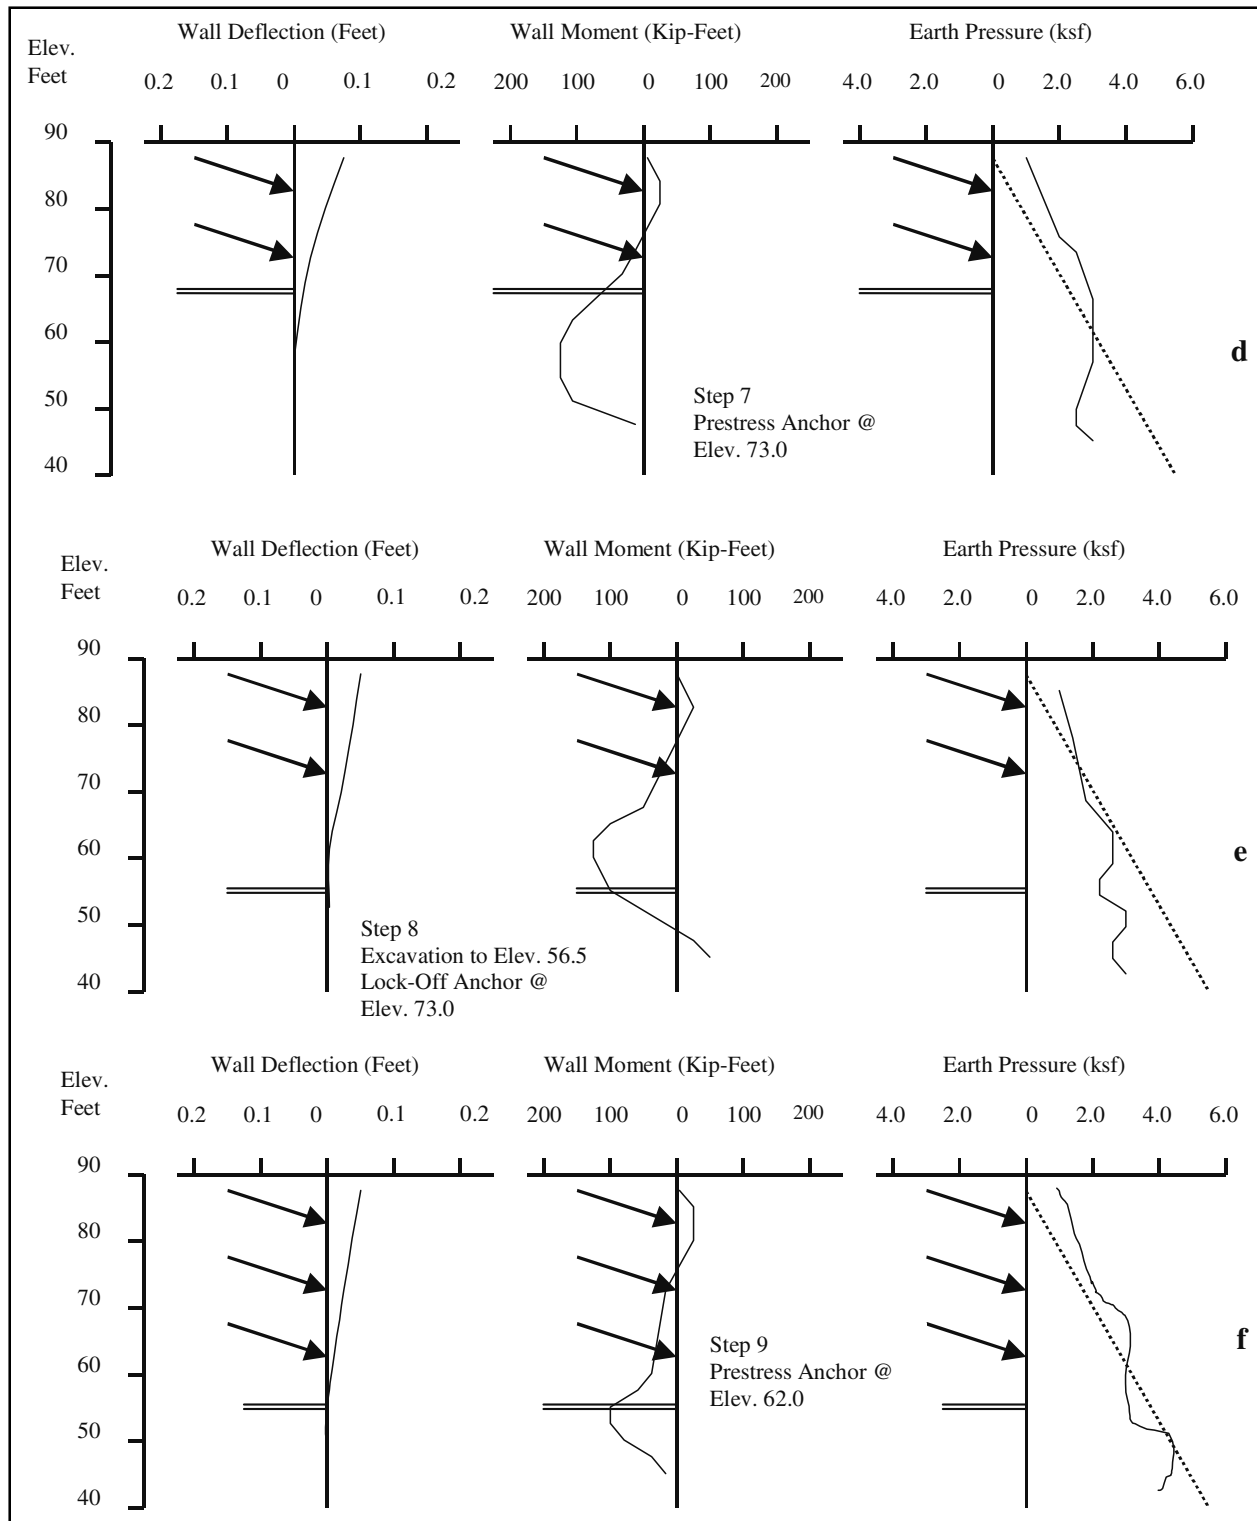 Wall Deflection (Feet) Wall Moment (Kip-Feet) Earth Pressure (ksf)
Elev.
Feet
0.2 0.1 0 0.1 0.2 200 100 0 100 200 4.0 2.0 0 2.0 4.0 6.0
90
80
70
60
50
40
Step 7
Prestress Anchor @
Elev. 73.0
d
Wall Deflection (Feet) Wall Moment (Kip-Feet) Earth Pressure (ksf)
Elev.
Feet
0.2 0.1 0 0.1 0.2 200 100 0 100 200 4.0 2.0 0 2.0 4.0 6.0
90
80
70
60
50
40
Step 8
Excavation to Elev. 56.5
Lock-Off Anchor @
Elev. 73.0
e
Wall Deflection (Feet) Wall Moment (Kip-Feet) Earth Pressure (ksf)
Elev.
Feet
0.2 0.1 0 0.1 0.2 200 100 0 100 200 4.0 2.0 0 2.0 4.0 6.0
90
80
70
60
50
40
Step 9
Prestress Anchor @
Elev. 62.0
f